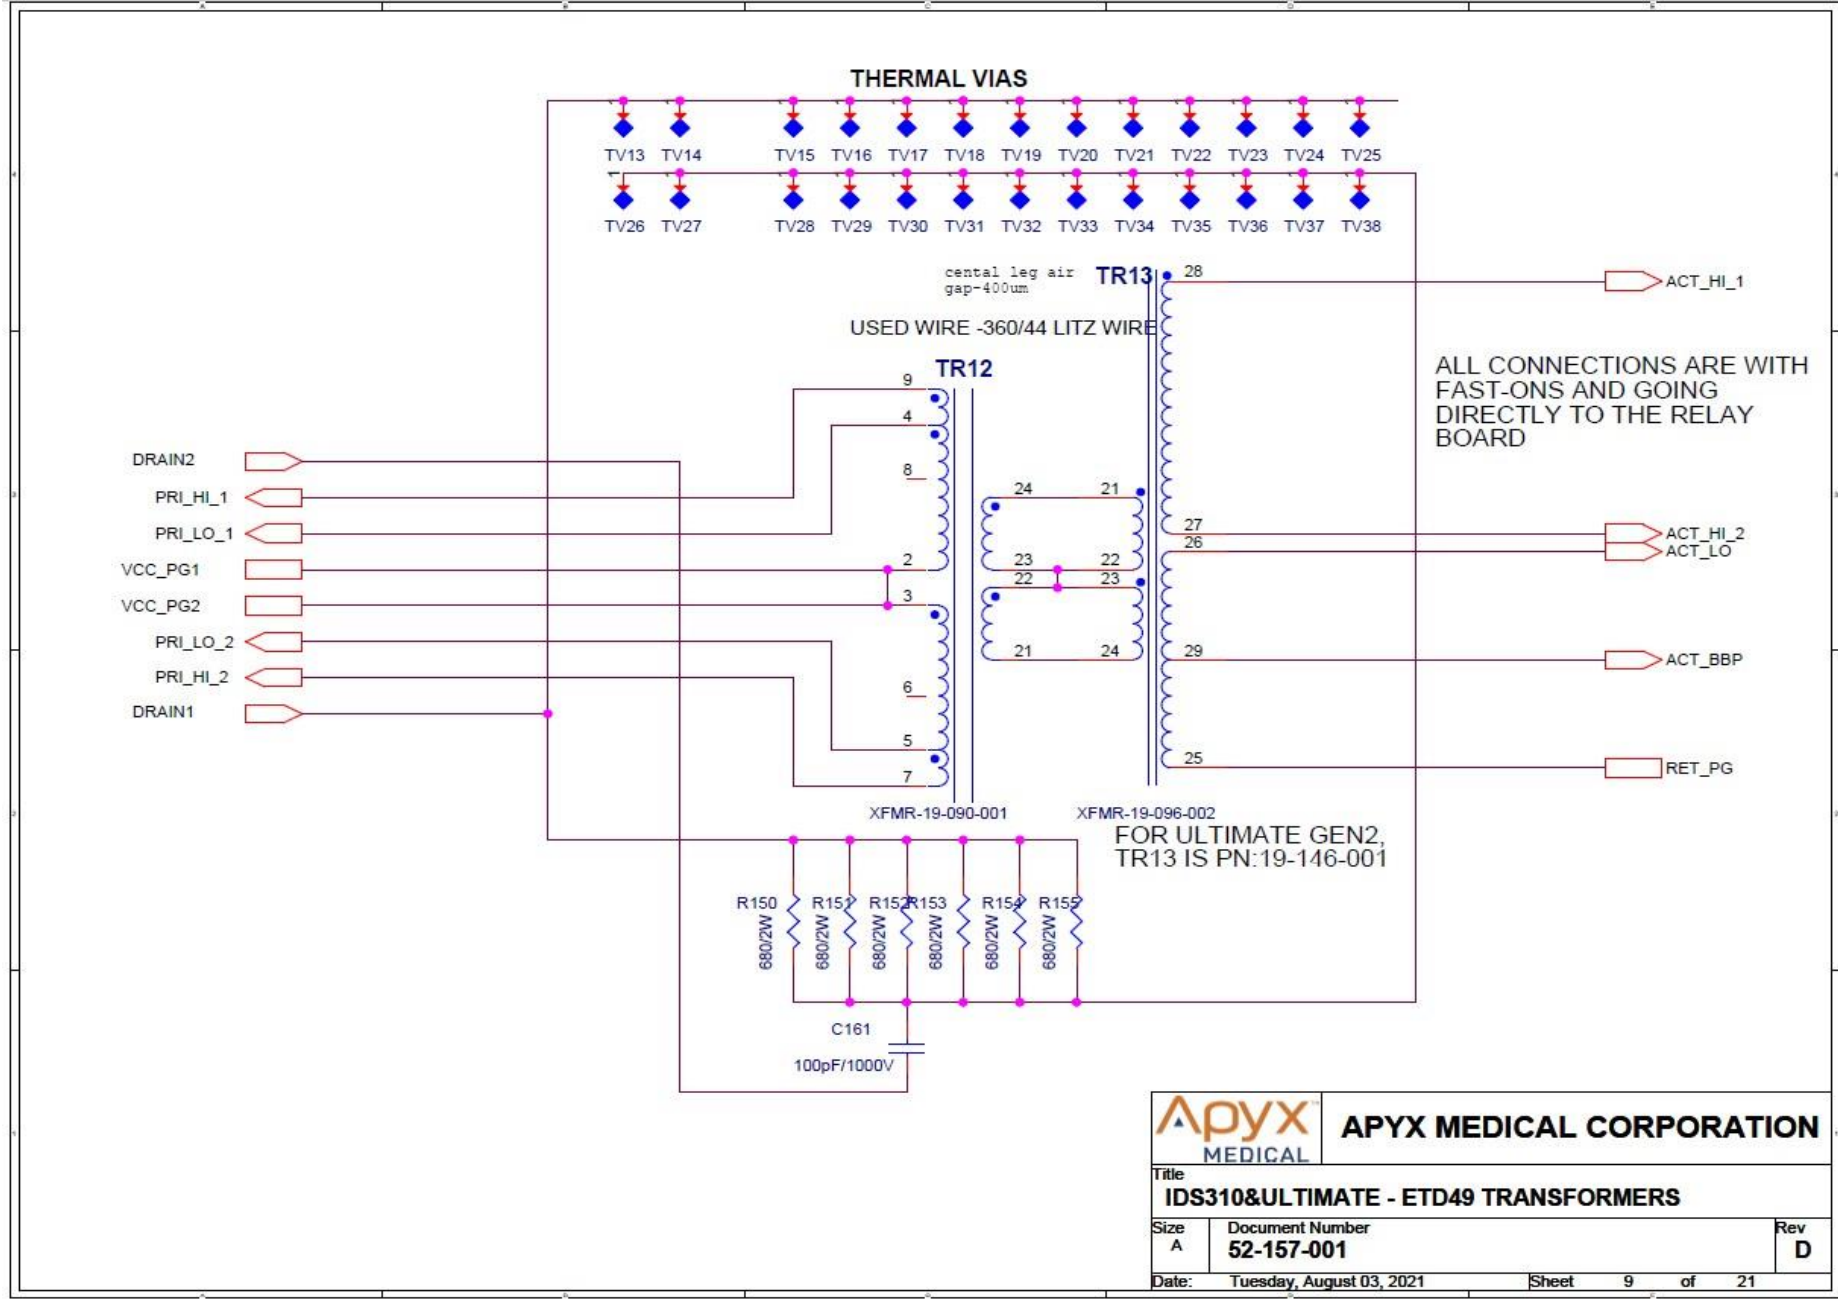 THERMAL VIAS
TV13 TV14 TV15 TV16 TV17 TV18 TV19 TV20 TV21 TV22 TV23 TV24 TV25
1
TV26 TV27 TV28 TV29 TV30 TV31 TV32 TV33 TV34 TV35 TV36 TV37 TV38
cental leg air
gap-400um
TR13
28
ACT_HI_1
USED WIRE -360/44 LITZ WIRE
TR12
ALL CONNECTIONS ARE WITH
FAST-ONS AND GOING
DIRECTLY TO THE RELAY
BOARD
9
4
DRAIN2
8
PRI_HI_1
24 21
PRI_LO_1
27
ACT_HI_2
26
ACT_LO
VCC_PG1
2
23 22
22 23
VCC_PG2
3
PRI_LO_2
21 24
29
ACT_BBP
PRI_HI_2
6
DRAIN1
5
7
25
RET_PG
XFMR-19-090-001
XFMR-19-096-002
FOR ULTIMATE GEN2,
TR13 IS PN:19-146-001
R150 R151 R152 R153 R154 R155
680/2W 680/2W 680/2W 680/2W 680/2W 680/2W
C161
100pF/1000V
Apyx
MEDICAL
APYX MEDICAL CORPORATION
Title
IDS310&ULTIMATE - ETD49 TRANSFORMERS
Size Document Number Rev
A 52-157-001 D
Date: Tuesday, August 03, 2021 Sheet 9 of 21